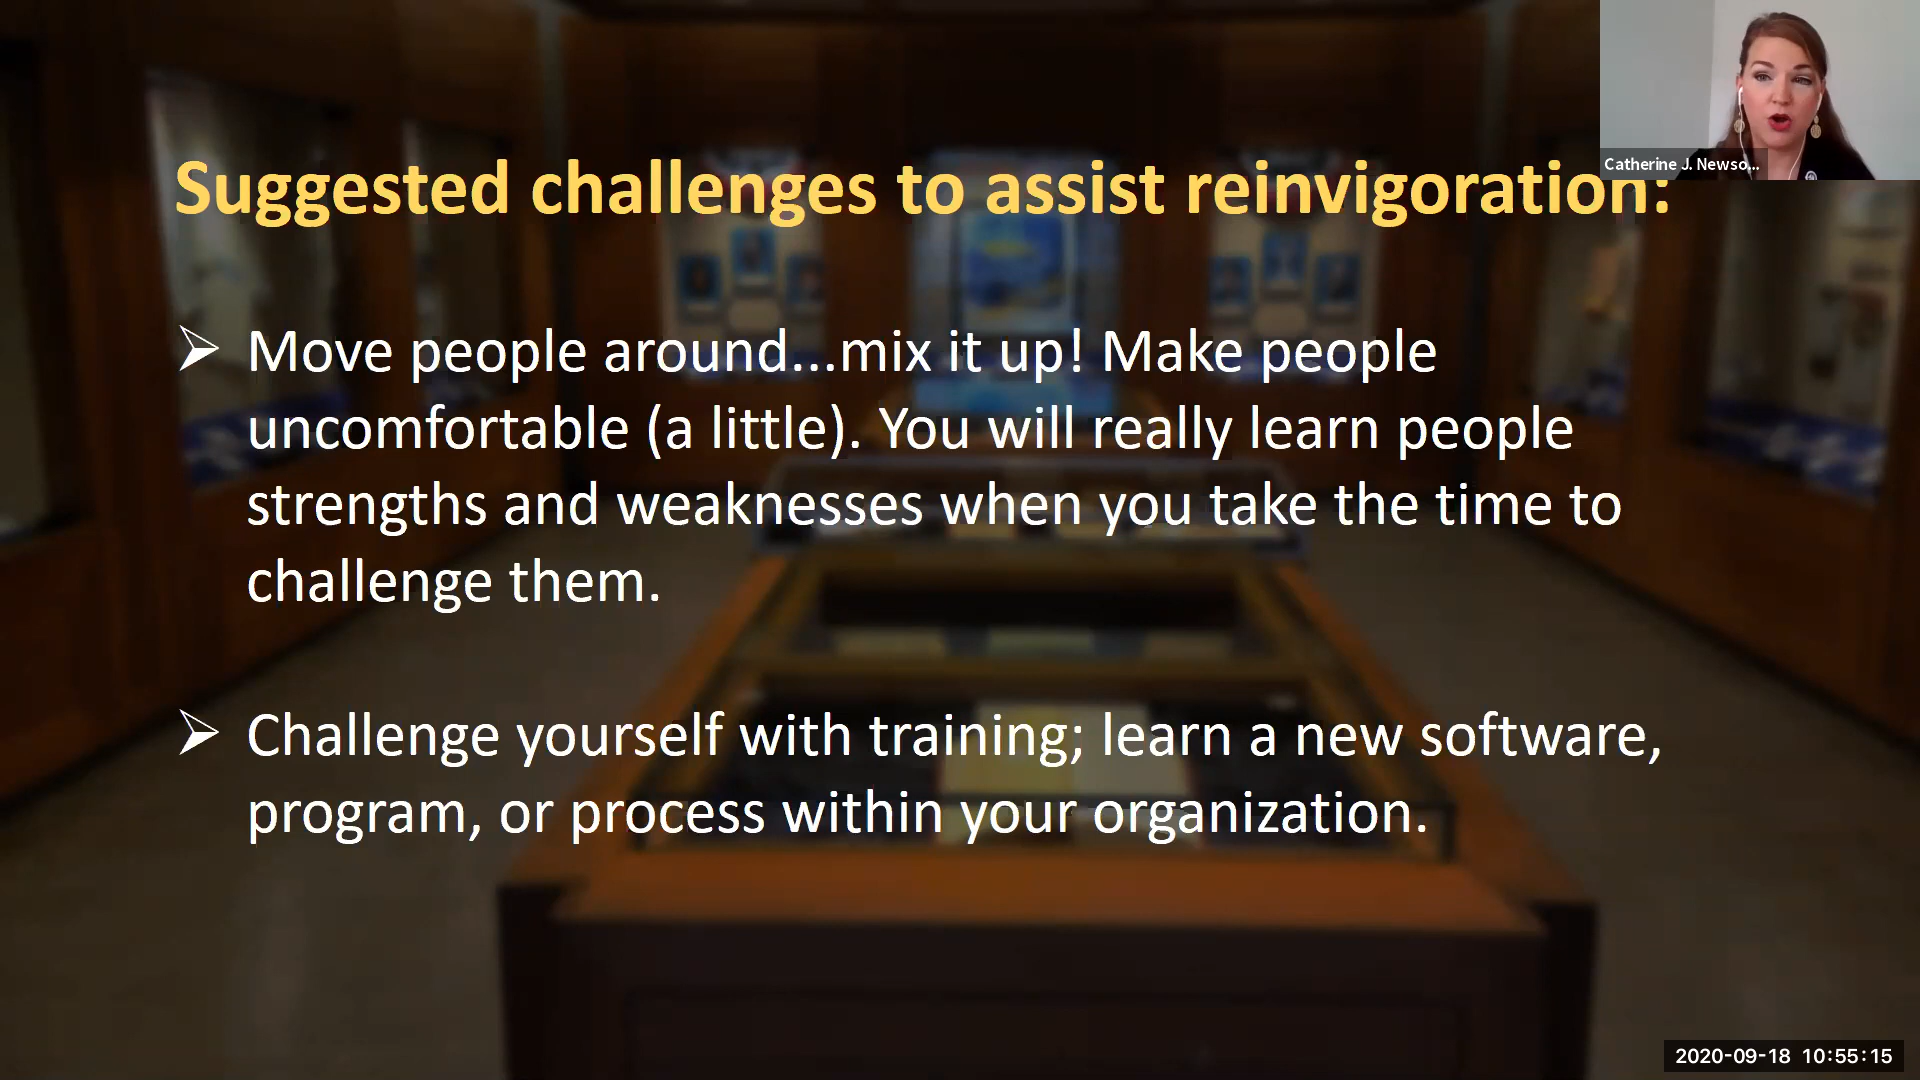 Catherine J. Newso...
Suggested challenges to assist reinvigoration:
➢ Move people around...mix it up! Make people
uncomfortable (a little). You will really learn people
strengths and weaknesses when you take the time to
challenge them.
➢ Challenge yourself with training; learn a new software,
program, or process within your organization.
2020-09-18 10:55:15